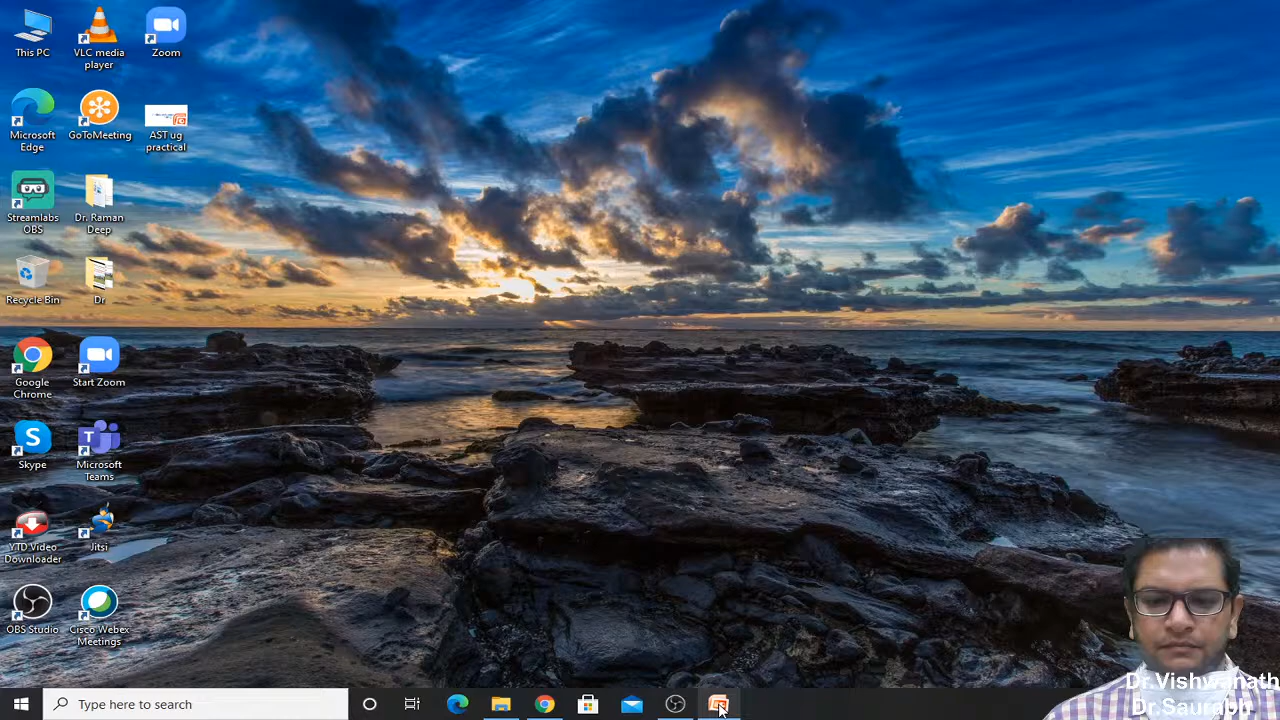 This PC
VLC media
player
Zoom
Microsoft
Edge
GoToMeeting
AST ug
practical
Streamlabs
OBS
Dr. Raman
Deep
Recycle Bin
Dr
Google
Chrome
Start Zoom
Skype
Microsoft
Teams
YTD Video
Downloader
Jitsi
OBS Studio
Cisco Webex
Meetings
Type here to search
Dr.Vishwanath
Dr.Saurabh